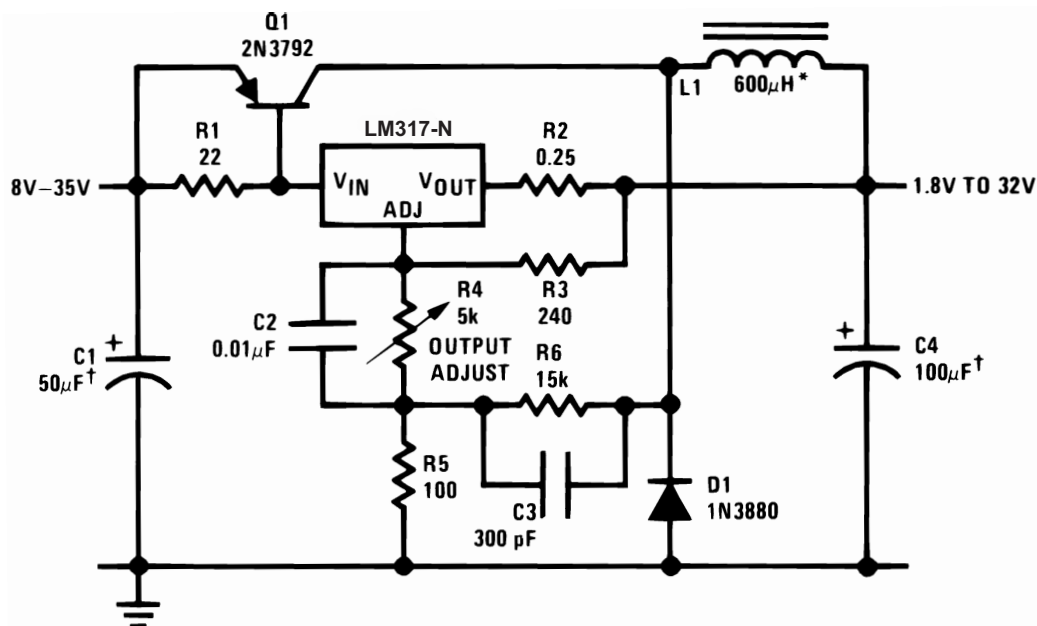 Q1
2N3792
L1
600μH*
R1
22
LM317-N
R2
0.25
8V–35V
VIN
VOUT
ADJ
1.8V TO 32V
R3
240
R4
5k
OUTPUT
ADJUST
C2
0.01μF
C1
50μF†
+
R6
15k
+
C4
100μF†
R5
100
C3
300 pF
D1
1N3880